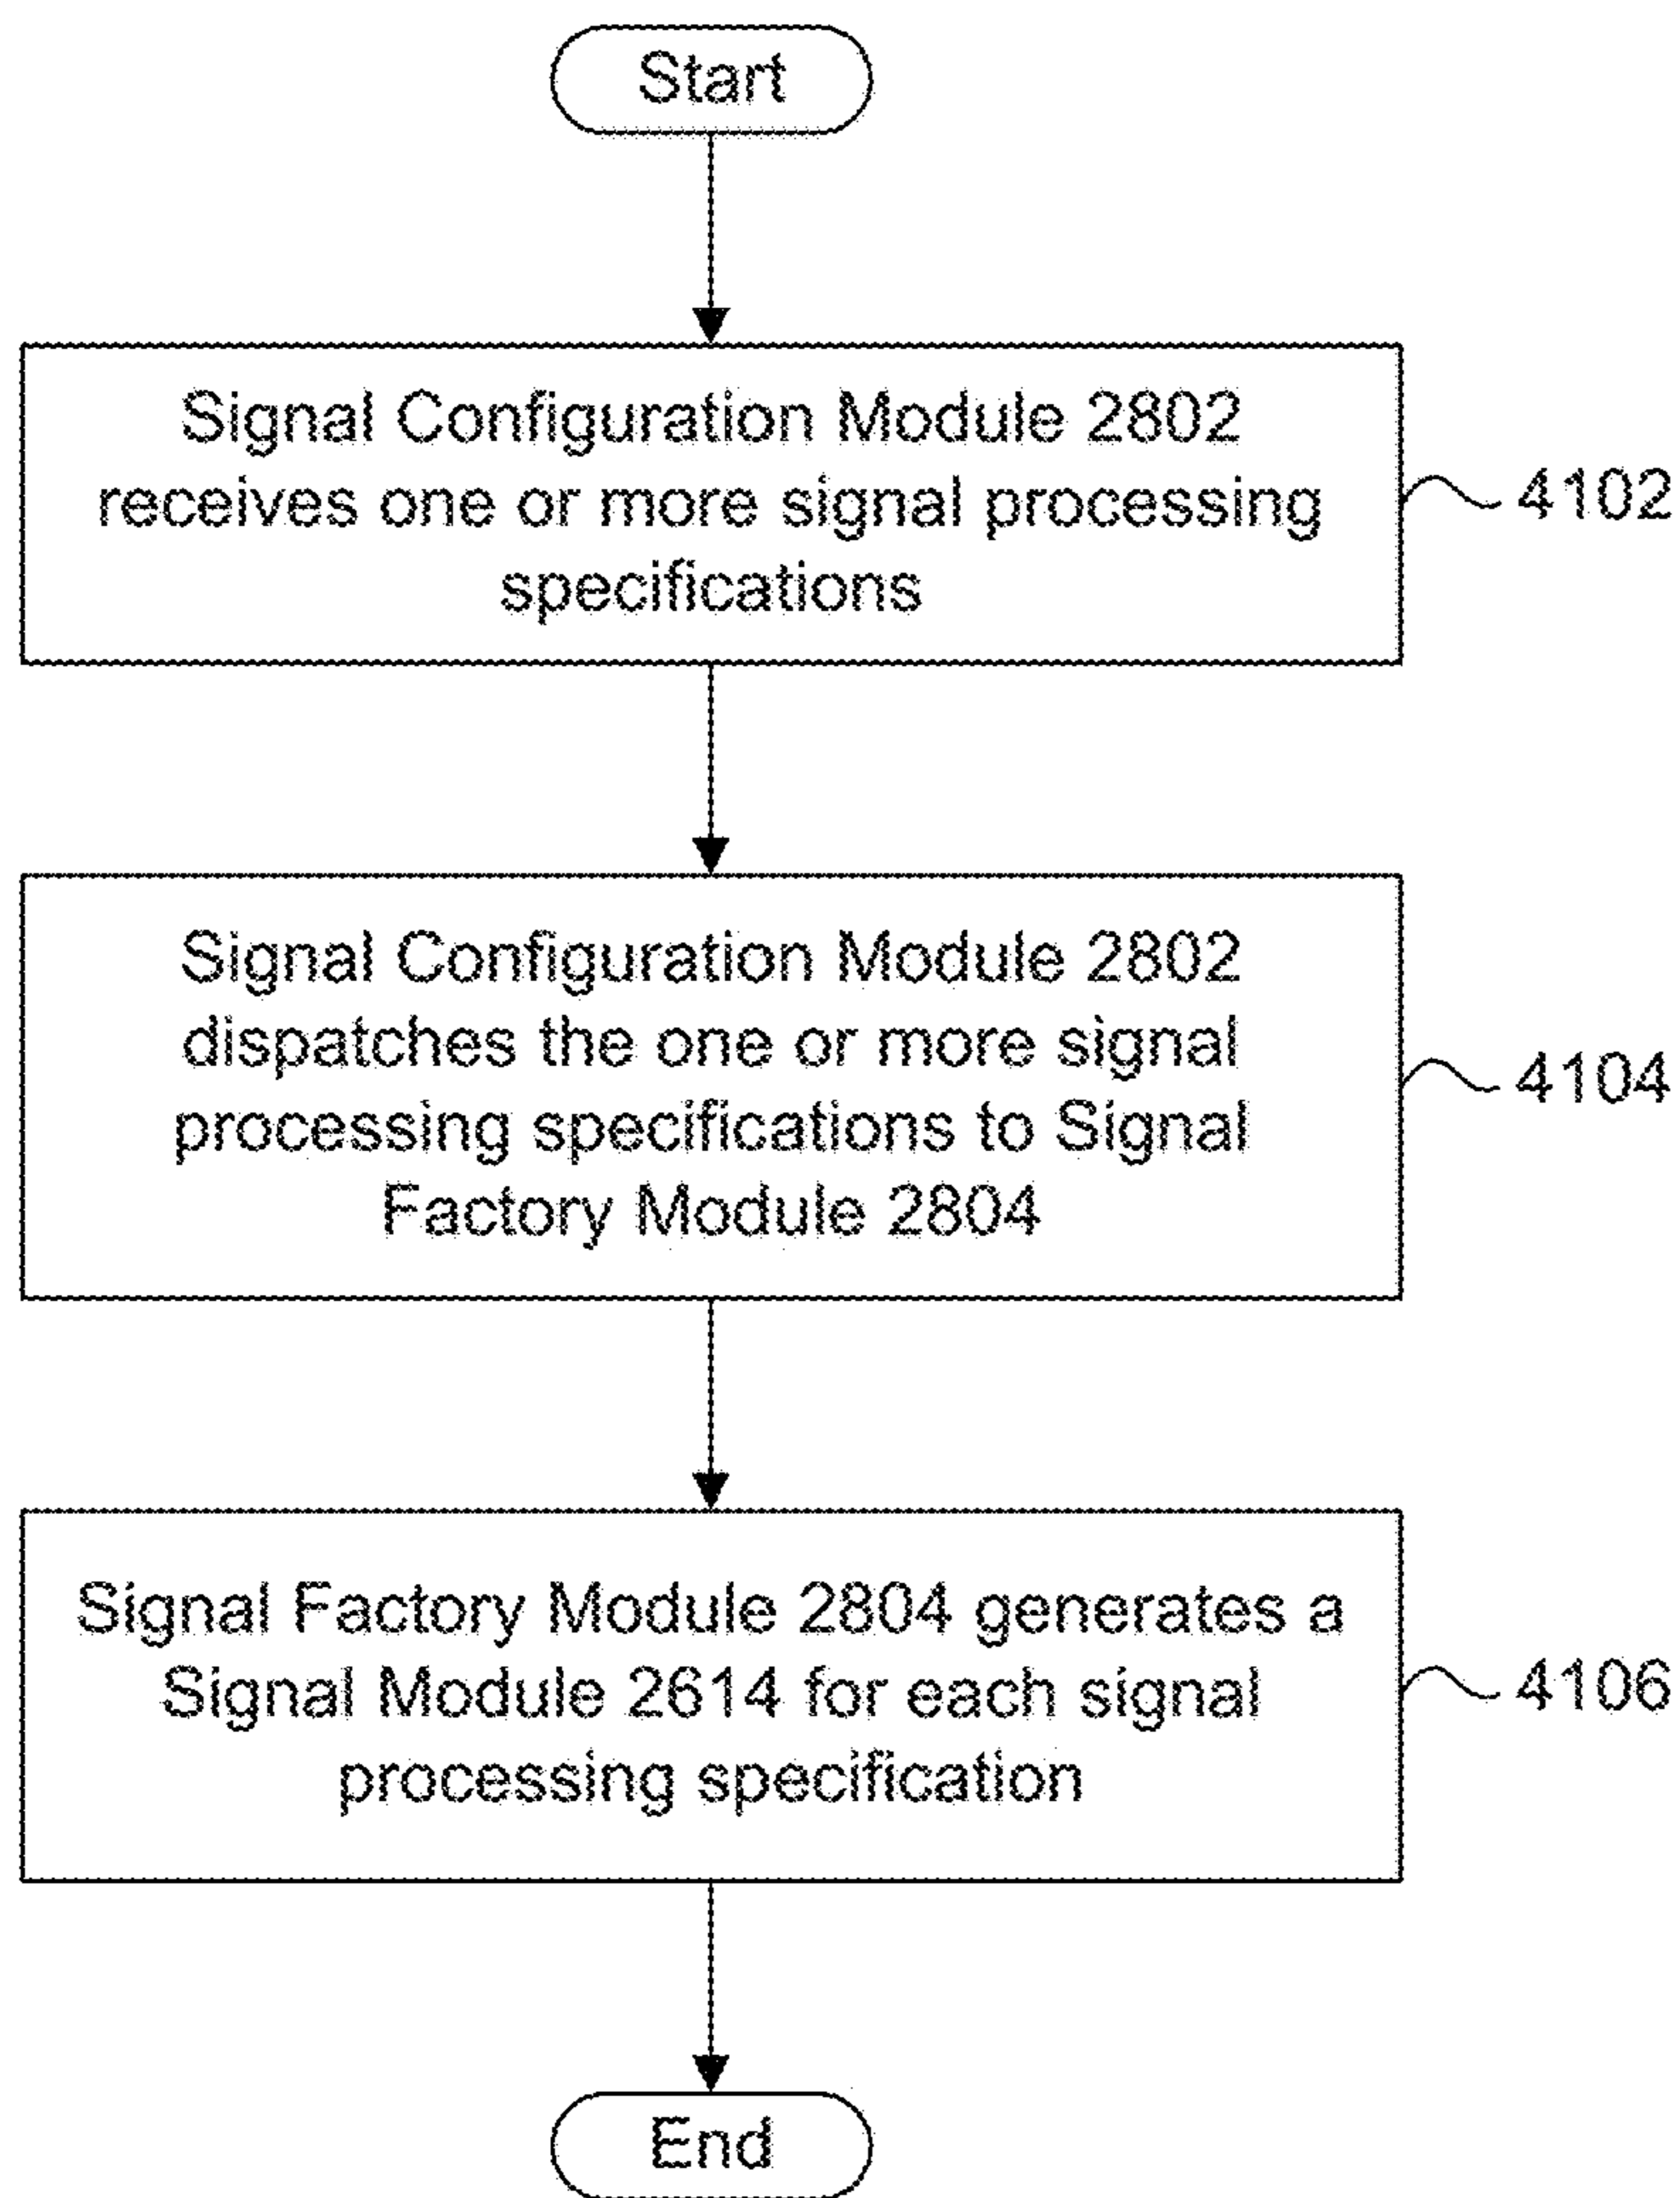 Start
Signal Configuration Module 2802
receives one or more signal processing
specifications
4102
Signal Configuration Module 2802
dispatches the one or more signal
processing specifications to Signal
Factory Module 2804
4104
Signal Factory Module 2804 generates a
Signal Module 2614 for each signal
processing specification
4106
End